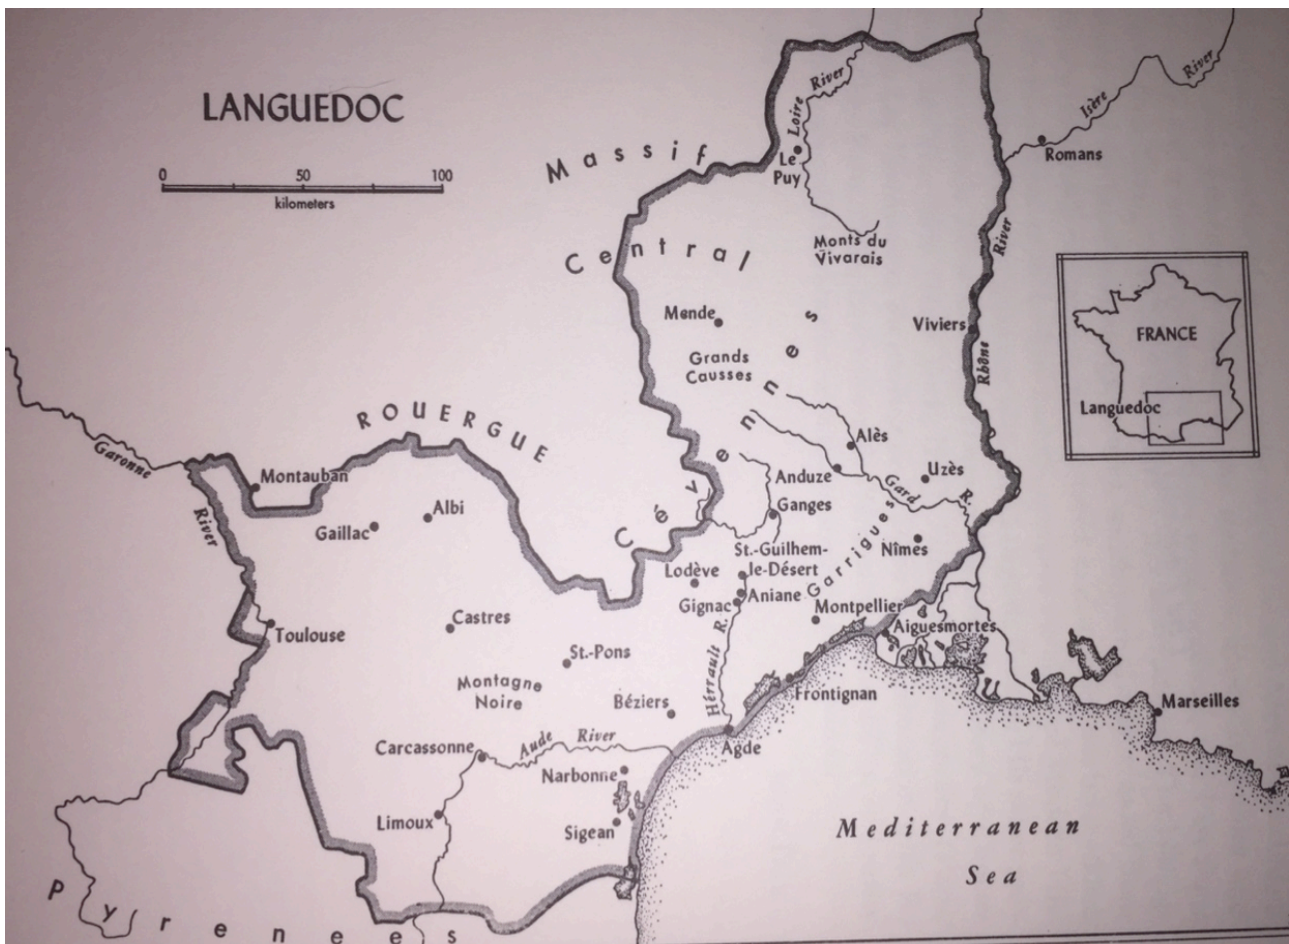 LANGUEDOC
0 50 100
kilometers
Massif
Central
Loire River
Le
Puy
Monts du
Vivarais
Isère River
Romans
River
Rhône
Mende
Grands
Causses
Viviers
FRANCE
Languedoc
Cévennes
ROUERGUE
Garonne
River
Montauban
Gaillac
Albi
Alès
Anduze
Uzès
Gard R.
Ganges
Garrigues
Nîmes
St.-Guilhem-
le-Désert
Lodève
Aniane
Gignac
Montpellier
Aiguesmortes
Toulouse
Castres
St.-Pons
Montagne
Noire
Hérrault R.
Béziers
Frontignan
Marseilles
Agde
Carcassonne
Aude River
Narbonne
Limoux
Sigean
Mediterranean
Sea
Pyrenees